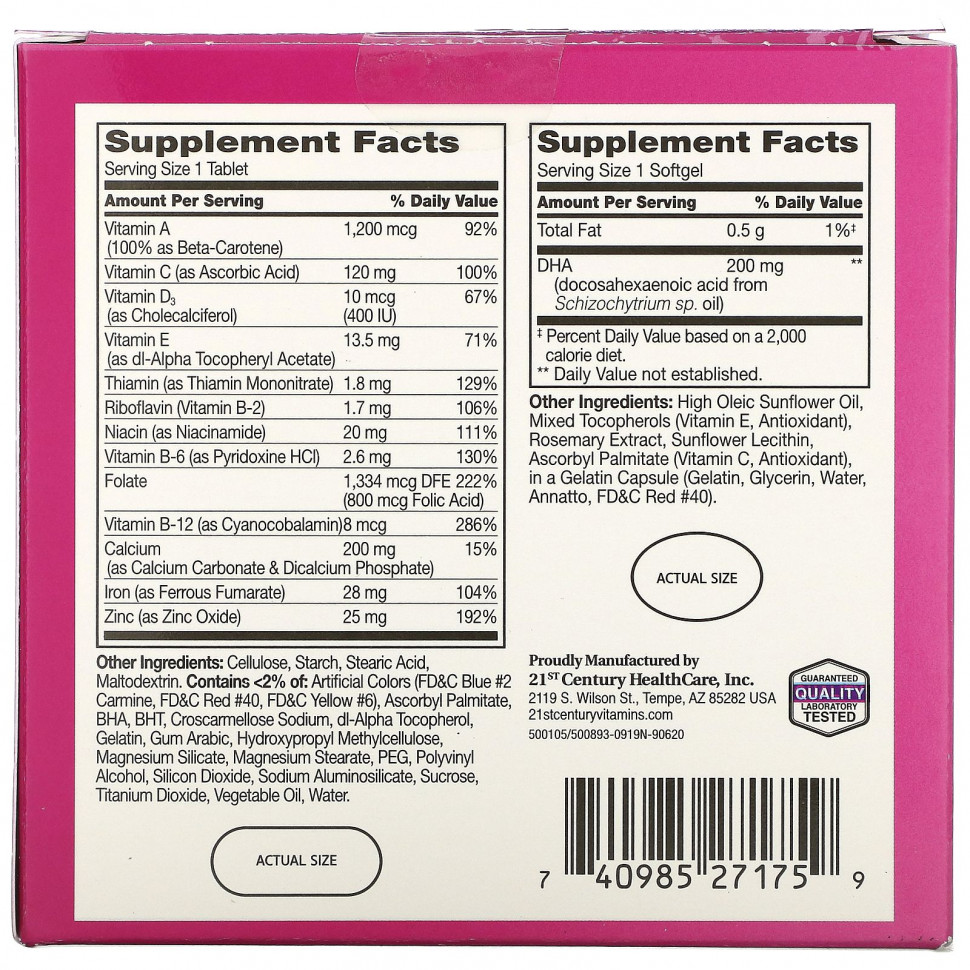 Supplement Facts
Serving Size 1 Tablet
Amount Per Serving % Daily Value
Vitamin A 1,200 mcg 92%
(100% as Beta-Carotene)
Vitamin C (as Ascorbic Acid) 120 mg 100%
Vitamin D3 10 mcg 67%
(as Cholecalciferol) (400 IU)
Vitamin E 13.5 mg 71%
(as dl-Alpha Tocopheryl Acetate)
Thiamin (as Thiamin Mononitrate) 1.8 mg 129%
Riboflavin (Vitamin B-2) 1.7 mg 106%
Niacin (as Niacinamide) 20 mg 111%
Vitamin B-6 (as Pyridoxine HCl) 2.6 mg 130%
Folate 1,334 mcg DFE 222%
(800 mcg Folic Acid)
Vitamin B-12 (as Cyanocobalamin) 8 mcg 286%
Calcium 200 mg 15%
(as Calcium Carbonate & Dicalcium Phosphate)
Iron (as Ferrous Fumarate) 28 mg 104%
Zinc (as Zinc Oxide) 25 mg 192%
Other Ingredients: Cellulose, Starch, Stearic Acid,
Maltodextrin. Contains <2% of: Artificial Colors (FD&C Blue #2
Carmine, FD&C Red #40, FD&C Yellow #6), Ascorbyl Palmitate,
BHA, BHT, Croscarmellose Sodium, dl-Alpha Tocopherol,
Gelatin, Gum Arabic, Hydroxypropyl Methylcellulose,
Magnesium Silicate, Magnesium Stearate, PEG, Polyvinyl
Alcohol, Silicon Dioxide, Sodium Aluminosilicate, Sucrose,
Titanium Dioxide, Vegetable Oil, Water.
ACTUAL SIZE
Supplement Facts
Serving Size 1 Softgel
Amount Per Serving % Daily Value
Total Fat 0.5 g 1%‡
DHA 200 mg **
(docosahexaenoic acid from
Schizochytrium sp. oil)
‡ Percent Daily Value based on a 2,000
calorie diet.
** Daily Value not established.
Other Ingredients: High Oleic Sunflower Oil,
Mixed Tocopherols (Vitamin E, Antioxidant),
Rosemary Extract, Sunflower Lecithin,
Ascorbyl Palmitate (Vitamin C, Antioxidant),
in a Gelatin Capsule (Gelatin, Glycerin, Water,
Annatto, FD&C Red #40).
ACTUAL SIZE
Proudly Manufactured by
21ST Century HealthCare, Inc.
2119 S. Wilson St., Tempe, AZ 85282 USA
21stcenturyvitamins.com
500105/500893-0919N-90620
GUARANTEED
QUALITY
LABORATORY
TESTED
7 40985 27175 9